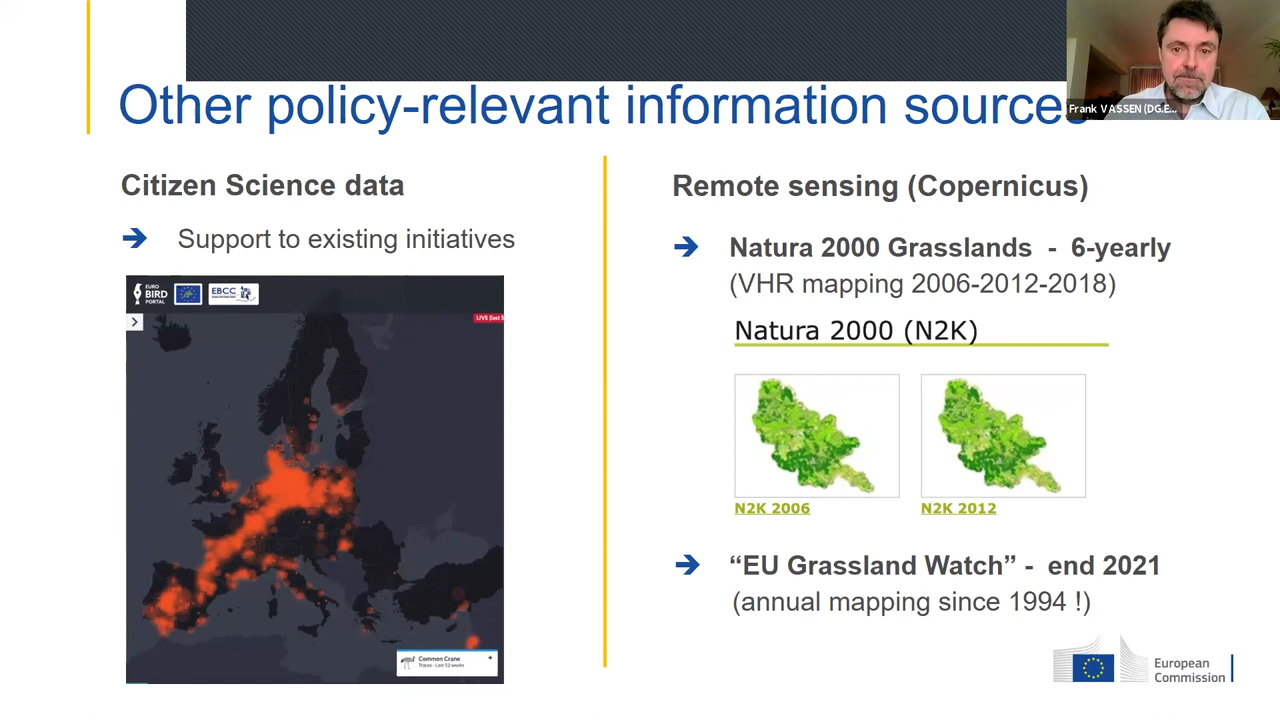 Other policy-relevant information sources
Frank VASSEN (DG.E...
Citizen Science data
Support to existing initiatives
EURO
BIRD
PORTAL
EBCC
LIVE (last 5
Common Crane
Traces - Last 52 weeks
Remote sensing (Copernicus)
Natura 2000 Grasslands - 6-yearly
(VHR mapping 2006-2012-2018)
Natura 2000 (N2K)
N2K 2006
N2K 2012
“EU Grassland Watch” - end 2021
(annual mapping since 1994 !)
European
Commission